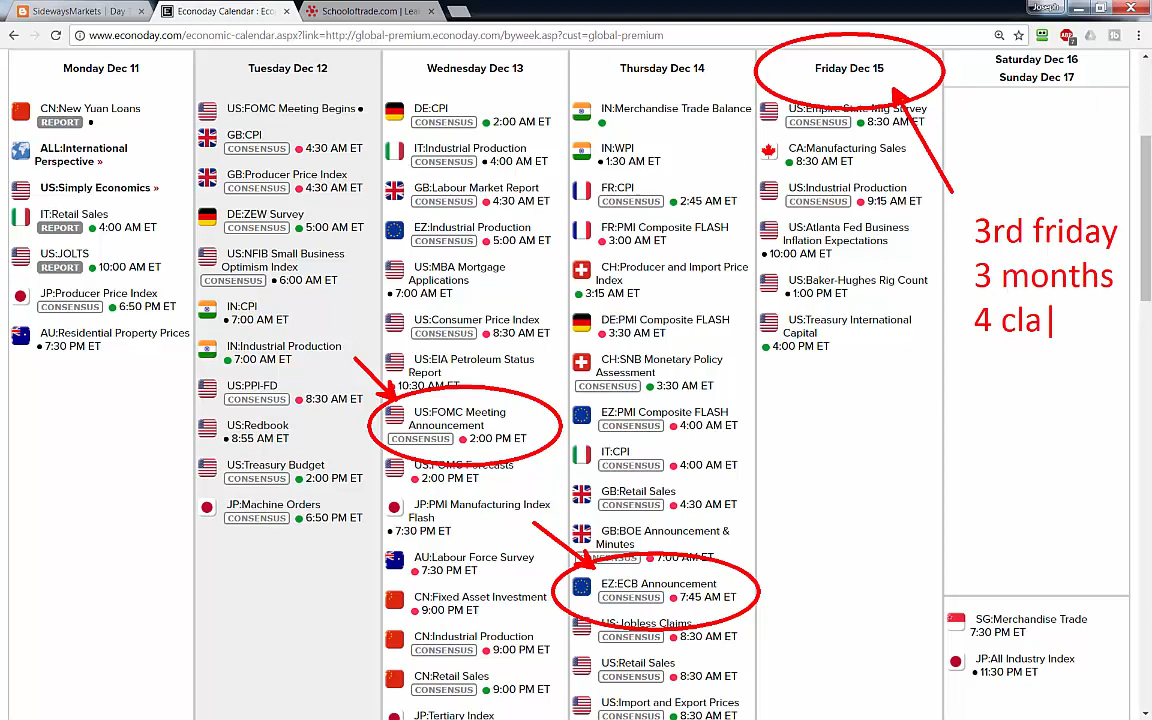 SidewaysMarkets | Day T
Econoday Calendar : Eco
Schooloftrade.com | Lea
Joseph
www.econoday.com/economic-calendar.aspx?link=http://global-premium.econoday.com/byweek.asp?cust=global-premium
Monday Dec 11
CN:New Yuan Loans
REPORT
ALL:International
Perspective »
US:Simply Economics »
IT:Retail Sales
REPORT 4:00 AM ET
US:JOLTS
REPORT 10:00 AM ET
JP:Producer Price Index
CONSENSUS 6:50 PM ET
AU:Residential Property Prices
7:30 PM ET
Tuesday Dec 12
US:FOMC Meeting Begins
GB:CPI
CONSENSUS 4:30 AM ET
GB:Producer Price Index
CONSENSUS 4:30 AM ET
DE:ZEW Survey
CONSENSUS 5:00 AM ET
US:NFIB Small Business
Optimism Index
CONSENSUS 6:00 AM ET
IN:CPI
7:00 AM ET
IN:Industrial Production
7:00 AM ET
US:PPI-FD
CONSENSUS 8:30 AM ET
US:Redbook
8:55 AM ET
US:Treasury Budget
CONSENSUS 2:00 PM ET
JP:Machine Orders
CONSENSUS 6:50 PM ET
Wednesday Dec 13
DE:CPI
CONSENSUS 2:00 AM ET
IT:Industrial Production
CONSENSUS 4:00 AM ET
GB:Labour Market Report
CONSENSUS 4:30 AM ET
EZ:Industrial Production
CONSENSUS 5:00 AM ET
US:MBA Mortgage
Applications
7:00 AM ET
US:Consumer Price Index
CONSENSUS 8:30 AM ET
US:EIA Petroleum Status
Report
10:30 AM ET
US:FOMC Meeting
Announcement
CONSENSUS 2:00 PM ET
US:FOMC Forecasts
2:00 PM ET
JP:PMI Manufacturing Index
Flash
7:30 PM ET
AU:Labour Force Survey
7:30 PM ET
CN:Fixed Asset Investment
9:00 PM ET
CN:Industrial Production
CONSENSUS 9:00 PM ET
CN:Retail Sales
CONSENSUS 9:00 PM ET
JP:Tertiary Index
Thursday Dec 14
IN:Merchandise Trade Balance
IN:WPI
1:30 AM ET
FR:CPI
CONSENSUS 2:45 AM ET
FR:PMI Composite FLASH
3:00 AM ET
CH:Producer and Import Price
Index
3:15 AM ET
DE:PMI Composite FLASH
3:30 AM ET
CH:SNB Monetary Policy
Assessment
CONSENSUS 3:30 AM ET
EZ:PMI Composite FLASH
CONSENSUS 4:00 AM ET
IT:CPI
CONSENSUS 4:00 AM ET
GB:Retail Sales
CONSENSUS 4:30 AM ET
GB:BOE Announcement &
Minutes
CONSENSUS 7:00 AM ET
EZ:ECB Announcement
CONSENSUS 7:45 AM ET
US:Jobless Claims
CONSENSUS 8:30 AM ET
US:Retail Sales
CONSENSUS 8:30 AM ET
US:Import and Export Prices
CONSENSUS 8:30 AM ET
Friday Dec 15
US:Empire State Mfg Survey
CONSENSUS 8:30 AM ET
CA:Manufacturing Sales
8:30 AM ET
US:Industrial Production
CONSENSUS 9:15 AM ET
US:Atlanta Fed Business
Inflation Expectations
10:00 AM ET
US:Baker-Hughes Rig Count
1:00 PM ET
US:Treasury International
Capital
4:00 PM ET
Saturday Dec 16
Sunday Dec 17
3rd friday
3 months
4 cla|
SG:Merchandise Trade
7:30 PM ET
JP:All Industry Index
11:30 PM ET